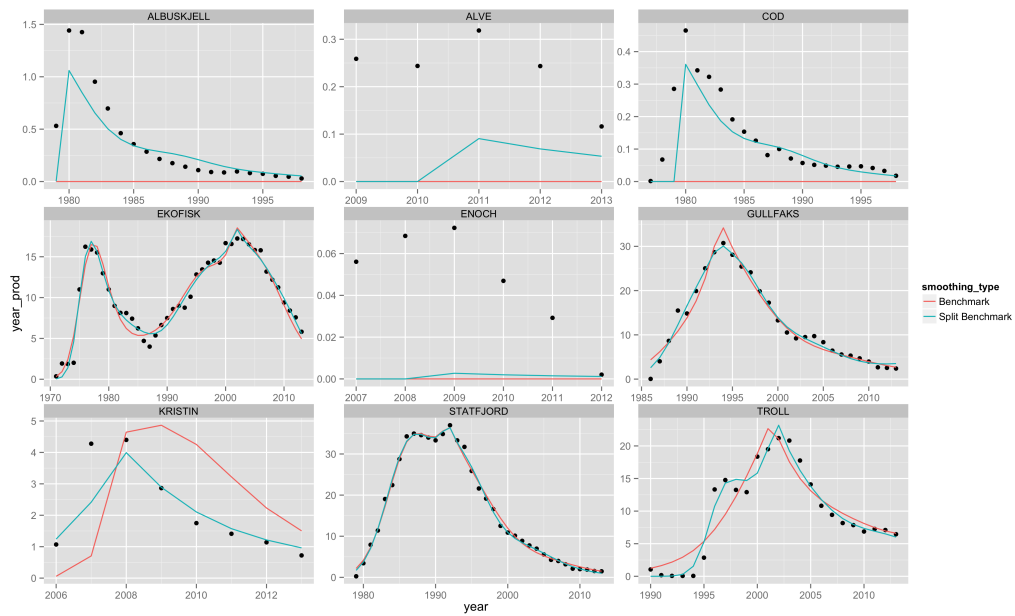 ALBUSKJELL ALVE COD
1.5
1.0
0.5
0.0
0.3
0.2
0.1
0.0
0.4
0.3
0.2
0.1
0.0
1980 1985 1990 1995
2009 2010 2011 2012 2013
1980 1985 1990 1995
EKOFISK ENOCH GULLFAKS
15
10
5
0
0.06
0.04
0.02
0.00
30
20
10
0
1970 1980 1990 2000 2010
2007 2008 2009 2010 2011 2012
1985 1990 1995 2000 2005 2010
KRISTIN STATFJORD TROLL
5
4
3
2
1
0
30
20
10
0
20
15
10
5
0
2006 2008 2010 2012
1980 1990 2000 2010
1990 1995 2000 2005 2010
year_prod
year
smoothing_type
Benchmark
Split Benchmark